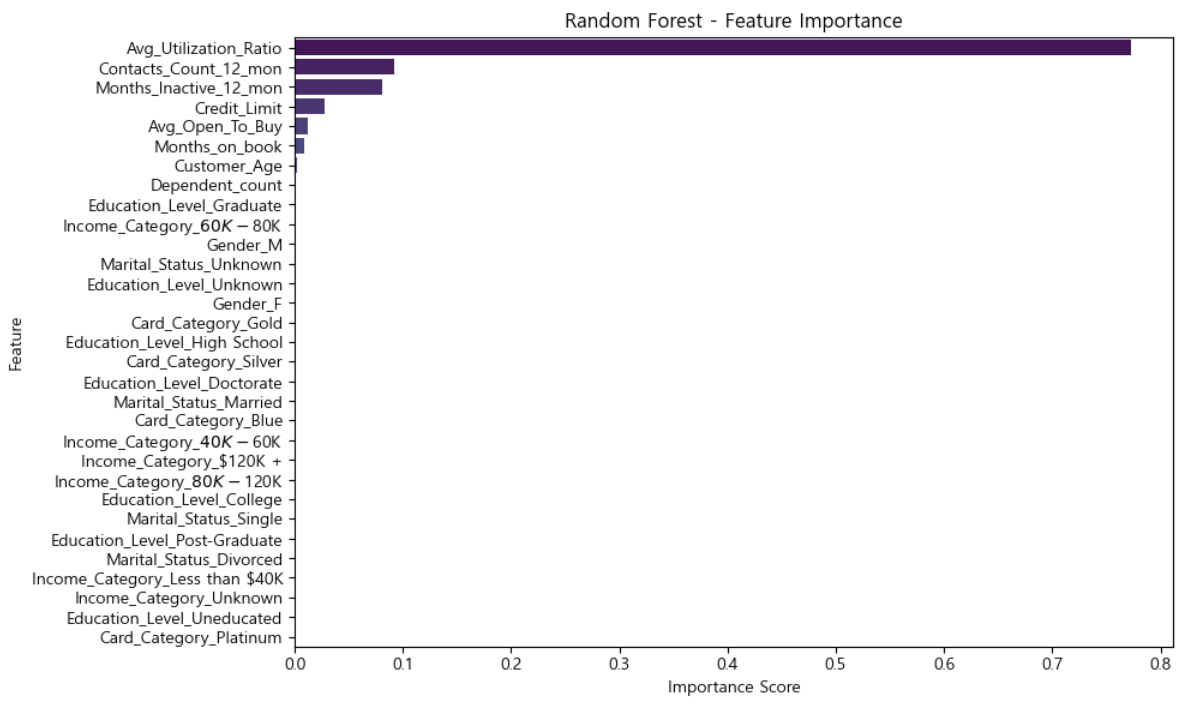 Random Forest - Feature Importance
Avg_Utilization_Ratio
Contacts_Count_12_mon
Months_Inactive_12_mon
Credit_Limit
Avg_Open_To_Buy
Months_on_book
Customer_Age
Dependent_count
Education_Level_Graduate
Income_Category_60K − 80K
Gender_M
Marital_Status_Unknown
Education_Level_Unknown
Gender_F
Card_Category_Gold
Education_Level_High School
Card_Category_Silver
Education_Level_Doctorate
Marital_Status_Married
Card_Category_Blue
Income_Category_40K − 60K
Income_Category_$120K +
Income_Category_80K − 120K
Education_Level_College
Marital_Status_Single
Education_Level_Post-Graduate
Marital_Status_Divorced
Income_Category_Less than $40K
Income_Category_Unknown
Education_Level_Uneducated
Card_Category_Platinum
Feature
0.0 0.1 0.2 0.3 0.4 0.5 0.6 0.7 0.8
Importance Score